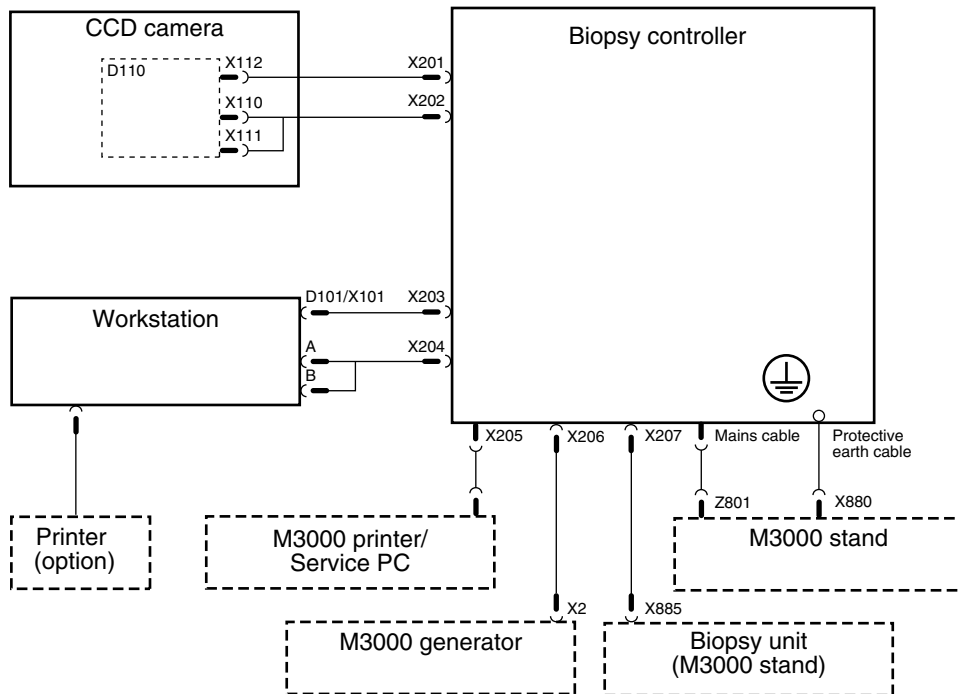 CCD camera
Biopsy controller
D110
X112
X201
X110
X202
X111
D101/X101
X203
Workstation
A
X204
B
X205
X206
X207
Mains cable
Protective
earth cable
Z801
X880
Printer
(option)
M3000 printer/
Service PC
M3000 stand
X2
X885
M3000 generator
Biopsy unit
(M3000 stand)